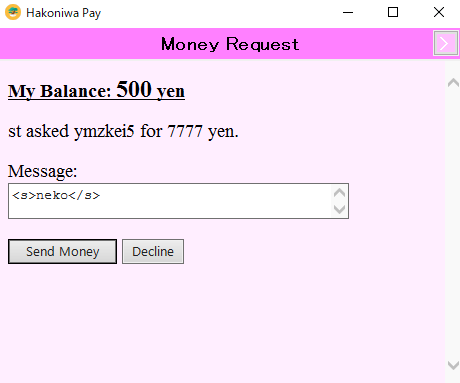 Hakoniwa Pay
Money Request
My Balance: 500 yen
st asked ymzkei5 for 7777 yen.
Message:
<s>neko</s>
Send Money Decline